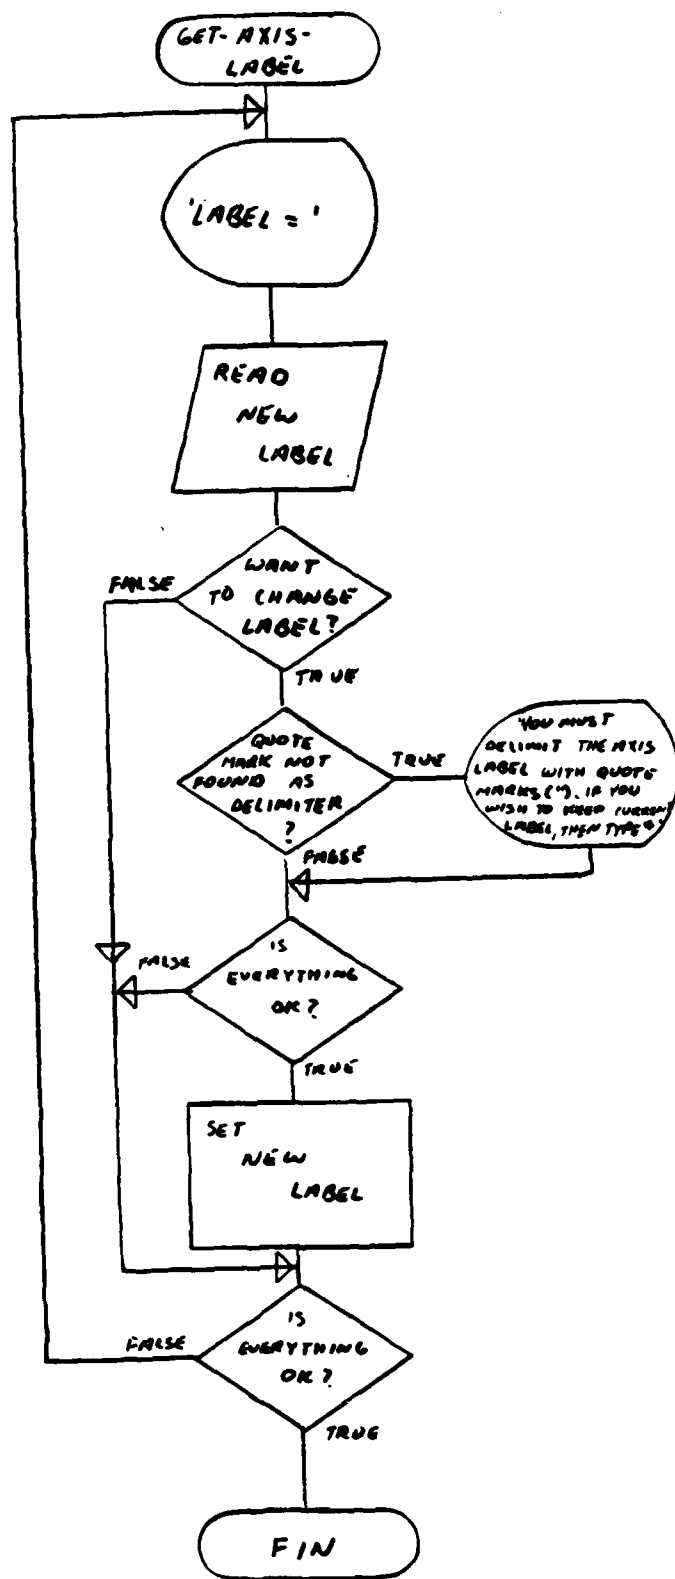 GET-AXIS-
LABEL
'LABEL = '
READ
NEW
LABEL
WANT
TO CHANGE
LABEL?
FALSE
TRUE
QUOTE
MARK NOT
FOUND AS
DELIMITER
?
TRUE
'YOU MUST
DELIMIT THE AXIS
LABEL WITH QUOTE
MARKS ("). IF YOU
WISH TO KEEP CURRENT
LABEL, THEN TYPE
FALSE
IS
EVERYTHING
OK?
FALSE
TRUE
SET
NEW
LABEL
IS
EVERYTHING
OK?
FALSE
TRUE
FIN